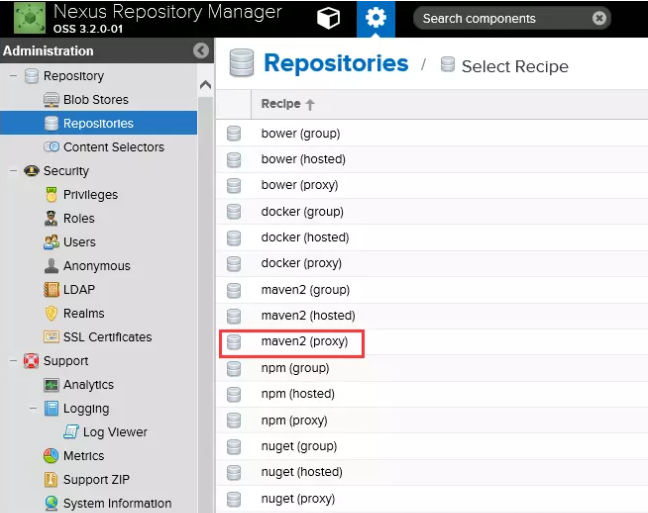 Nexus Repository Manager
OSS 3.2.0-01
Search components
Administration
Repository
Blob Stores
Repositories
Content Selectors
Security
Privileges
Roles
Users
Anonymous
LDAP
Realms
SSL Certificates
Support
Analytics
Logging
Log Viewer
Metrics
Support ZIP
System Information
Repositories / Select Recipe
Recipe
bower (group)
bower (hosted)
bower (proxy)
docker (group)
docker (hosted)
docker (proxy)
maven2 (group)
maven2 (hosted)
maven2 (proxy)
npm (group)
npm (hosted)
npm (proxy)
nuget (group)
nuget (hosted)
nuget (proxy)